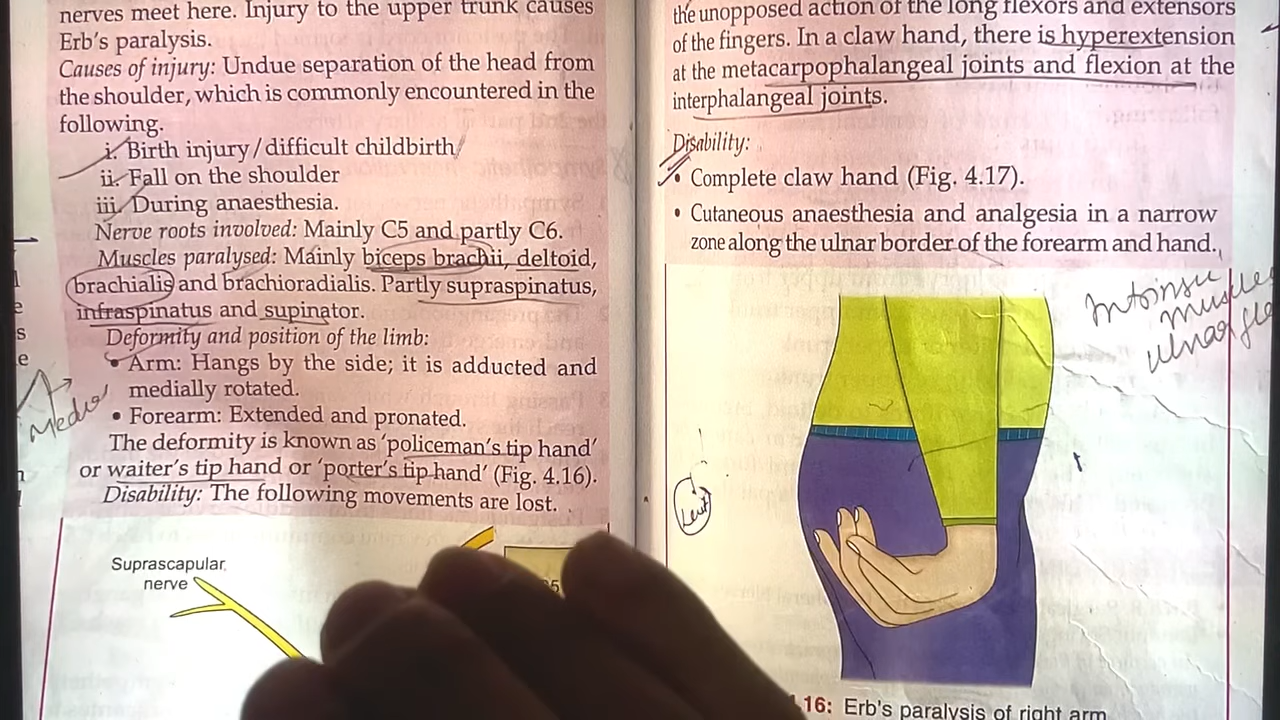 nerves meet here. Injury to the upper trunk causes
Erb's paralysis.
Causes of injury: Undue separation of the head from
the shoulder, which is commonly encountered in the
following.
i. Birth injury/difficult childbirth
ii. Fall on the shoulder
iii. During anaesthesia.
Nerve roots involved: Mainly C5 and partly C6.
Muscles paralysed: Mainly biceps brachii, deltoid,
brachialis and brachioradialis. Partly supraspinatus,
infraspinatus and supinator.
Deformity and position of the limb:
• Arm: Hangs by the side; it is adducted and
medially rotated.
• Forearm: Extended and pronated.
The deformity is known as 'policeman's tip hand'
or waiter's tip hand or 'porter's tip hand' (Fig. 4.16).
Disability: The following movements are lost.
Suprascapular
nerve
the unopposed action of the long flexors and extensors
of the fingers. In a claw hand, there is hyperextension
at the metacarpophalangeal joints and flexion at the
interphalangeal joints.
Disability:
• Complete claw hand (Fig. 4.17).
• Cutaneous anaesthesia and analgesia in a narrow
zone along the ulnar border of the forearm and hand.
muscles
ulnar
.16: Erb's paralysis of right arm